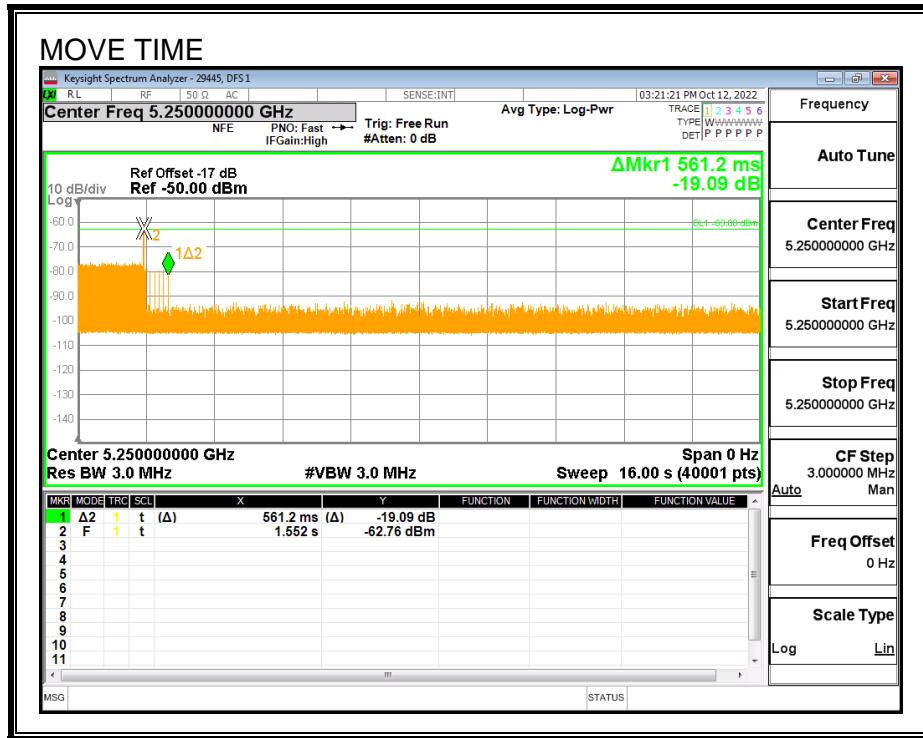 MOVE TIME
Keysight Spectrum Analyzer - 29445, DFS 1
LXI RL RF 50 Ω AC SENSE:INT 03:21:21 PM Oct 12, 2022
Center Freq 5.250000000 GHz
NFE PNO: Fast IFGain:High
Trig: Free Run
#Atten: 0 dB
Avg Type: Log-Pwr
TRACE 1 2 3 4 5 6
TYPE WWWWWW
DET P P P P P P
Ref Offset -17 dB
ΔMkr1 561.2 ms
10 dB/div Ref -50.00 dBm -19.09 dB
Log
-60.0
DL1 -63.00 dBm
2
-70.0
1Δ2
-80.0
-90.0
-100
-110
-120
-130
-140
Center 5.250000000 GHz Span 0 Hz
Res BW 3.0 MHz #VBW 3.0 MHz Sweep 16.00 s (40001 pts)
MKR MODE TRC SCL X Y FUNCTION FUNCTION WIDTH FUNCTION VALUE
1 Δ2 1 t (Δ) 561.2 ms (Δ) -19.09 dB
2 F 1 t 1.552 s -62.76 dBm
3
4
5
6
7
8
9
10
11
MSG STATUS
Frequency
Auto Tune
Center Freq
5.250000000 GHz
Start Freq
5.250000000 GHz
Stop Freq
5.250000000 GHz
CF Step
3.000000 MHz
Auto Man
Freq Offset
0 Hz
Scale Type
Log Lin